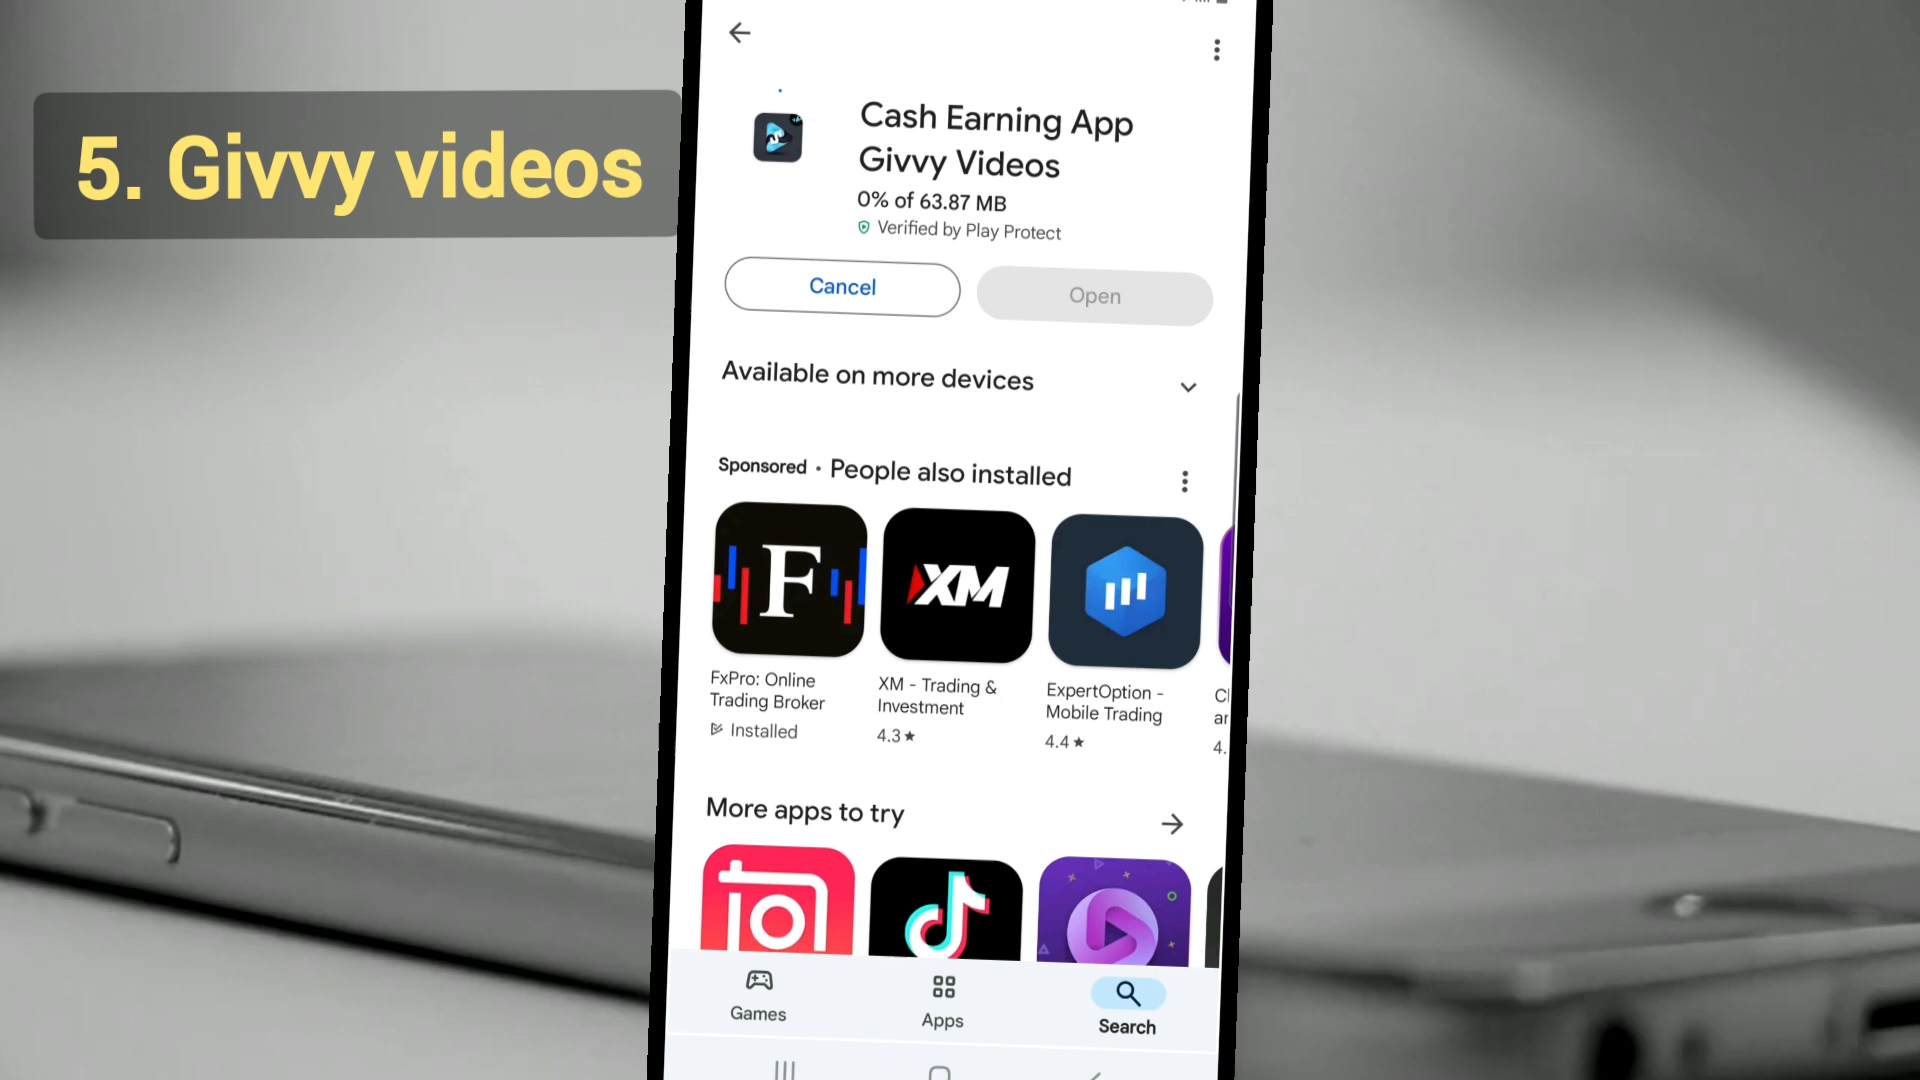 5. Givvy videos
Cash Earning App
Givvy Videos
0% of 63.87 MB
Verified by Play Protect
Cancel
Open
Available on more devices
Sponsored • People also installed
F
XM
FxPro: Online
Trading Broker
Installed
XM - Trading &
Investment
4.3★
ExpertOption -
Mobile Trading
4.4★
4.
More apps to try
Games
Apps
Search